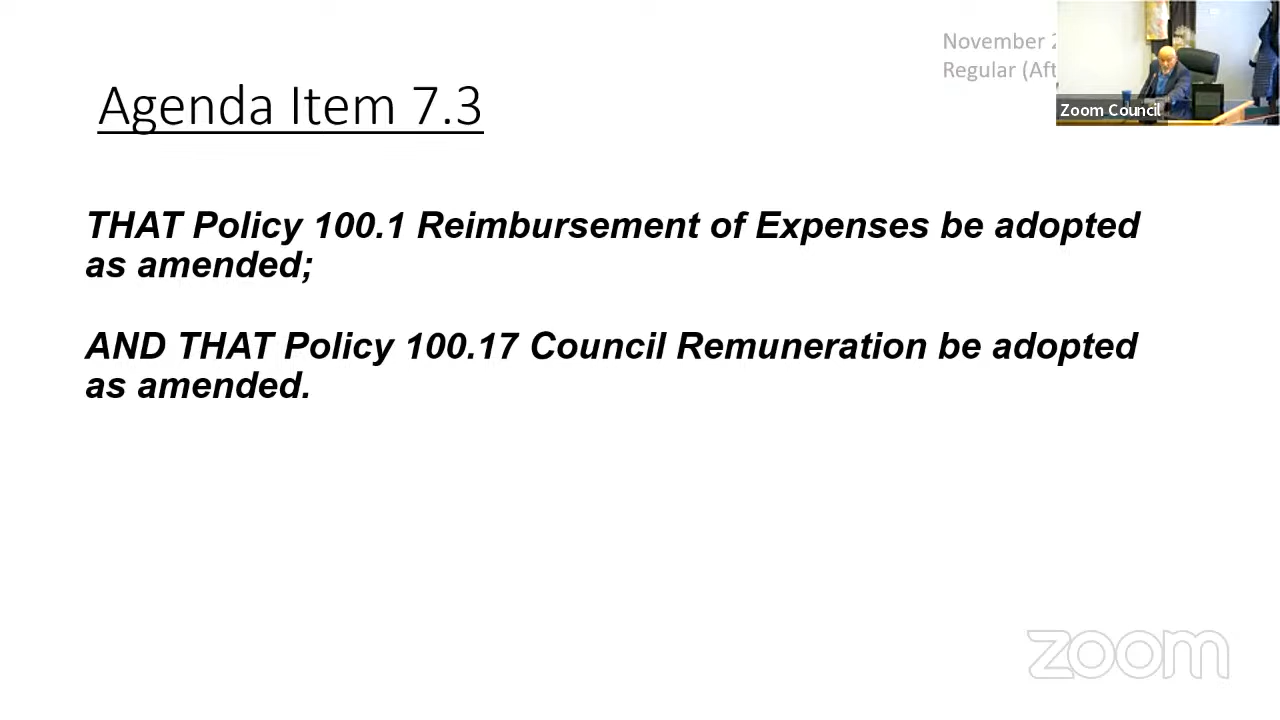 November
Regular
Zoom Council
Agenda Item 7.3
THAT Policy 100.1 Reimbursement of Expenses be adopted
as amended;
AND THAT Policy 100.17 Council Remuneration be adopted
as amended.
zoom